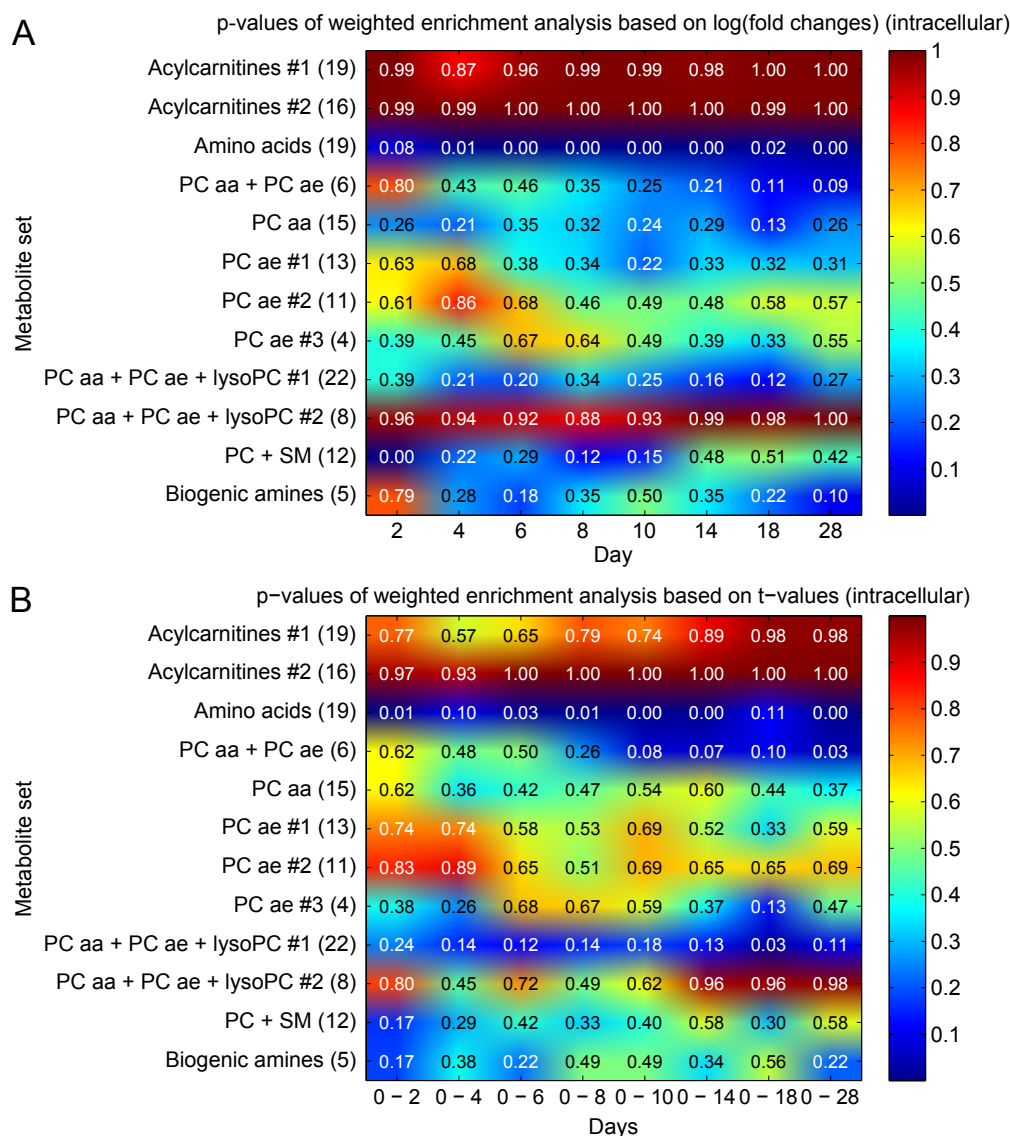 A
p-values of weighted enrichment analysis based on log(fold changes) (intracellular)
Metabolite set
Acylcarnitines #1 (19) 0.99 0.87 0.96 0.99 0.99 0.98 1.00 1.00
Acylcarnitines #2 (16) 0.99 0.99 1.00 1.00 1.00 1.00 0.99 1.00
Amino acids (19) 0.08 0.01 0.00 0.00 0.00 0.00 0.02 0.00
PC aa + PC ae (6) 0.80 0.43 0.46 0.35 0.25 0.21 0.11 0.09
PC aa (15) 0.26 0.21 0.35 0.32 0.24 0.29 0.13 0.26
PC ae #1 (13) 0.63 0.68 0.38 0.34 0.22 0.33 0.32 0.31
PC ae #2 (11) 0.61 0.86 0.68 0.46 0.49 0.48 0.58 0.57
PC ae #3 (4) 0.39 0.45 0.67 0.64 0.49 0.39 0.33 0.55
PC aa + PC ae + lysoPC #1 (22) 0.39 0.21 0.20 0.34 0.25 0.16 0.12 0.27
PC aa + PC ae + lysoPC #2 (8) 0.96 0.94 0.92 0.88 0.93 0.99 0.98 1.00
PC + SM (12) 0.00 0.22 0.29 0.12 0.15 0.48 0.51 0.42
Biogenic amines (5) 0.79 0.28 0.18 0.35 0.50 0.35 0.22 0.10
2 4 6 8 10 14 18 28
Day
1
0.9
0.8
0.7
0.6
0.5
0.4
0.3
0.2
0.1
B
p−values of weighted enrichment analysis based on t−values (intracellular)
Metabolite set
Acylcarnitines #1 (19) 0.77 0.57 0.65 0.79 0.74 0.89 0.98 0.98
Acylcarnitines #2 (16) 0.97 0.93 1.00 1.00 1.00 1.00 1.00 1.00
Amino acids (19) 0.01 0.10 0.03 0.01 0.00 0.00 0.11 0.00
PC aa + PC ae (6) 0.62 0.48 0.50 0.26 0.08 0.07 0.10 0.03
PC aa (15) 0.62 0.36 0.42 0.47 0.54 0.60 0.44 0.37
PC ae #1 (13) 0.74 0.74 0.58 0.53 0.69 0.52 0.33 0.59
PC ae #2 (11) 0.83 0.89 0.65 0.51 0.69 0.65 0.65 0.69
PC ae #3 (4) 0.38 0.26 0.68 0.67 0.59 0.37 0.13 0.47
PC aa + PC ae + lysoPC #1 (22) 0.24 0.14 0.12 0.14 0.18 0.13 0.03 0.11
PC aa + PC ae + lysoPC #2 (8) 0.80 0.45 0.72 0.49 0.62 0.96 0.96 0.98
PC + SM (12) 0.17 0.29 0.42 0.33 0.40 0.58 0.30 0.58
Biogenic amines (5) 0.17 0.38 0.22 0.49 0.49 0.34 0.56 0.22
0 − 2 0 − 4 0 − 6 0 − 8 0 − 10 0 − 14 0 − 18 0 − 28
Days
0.9
0.8
0.7
0.6
0.5
0.4
0.3
0.2
0.1